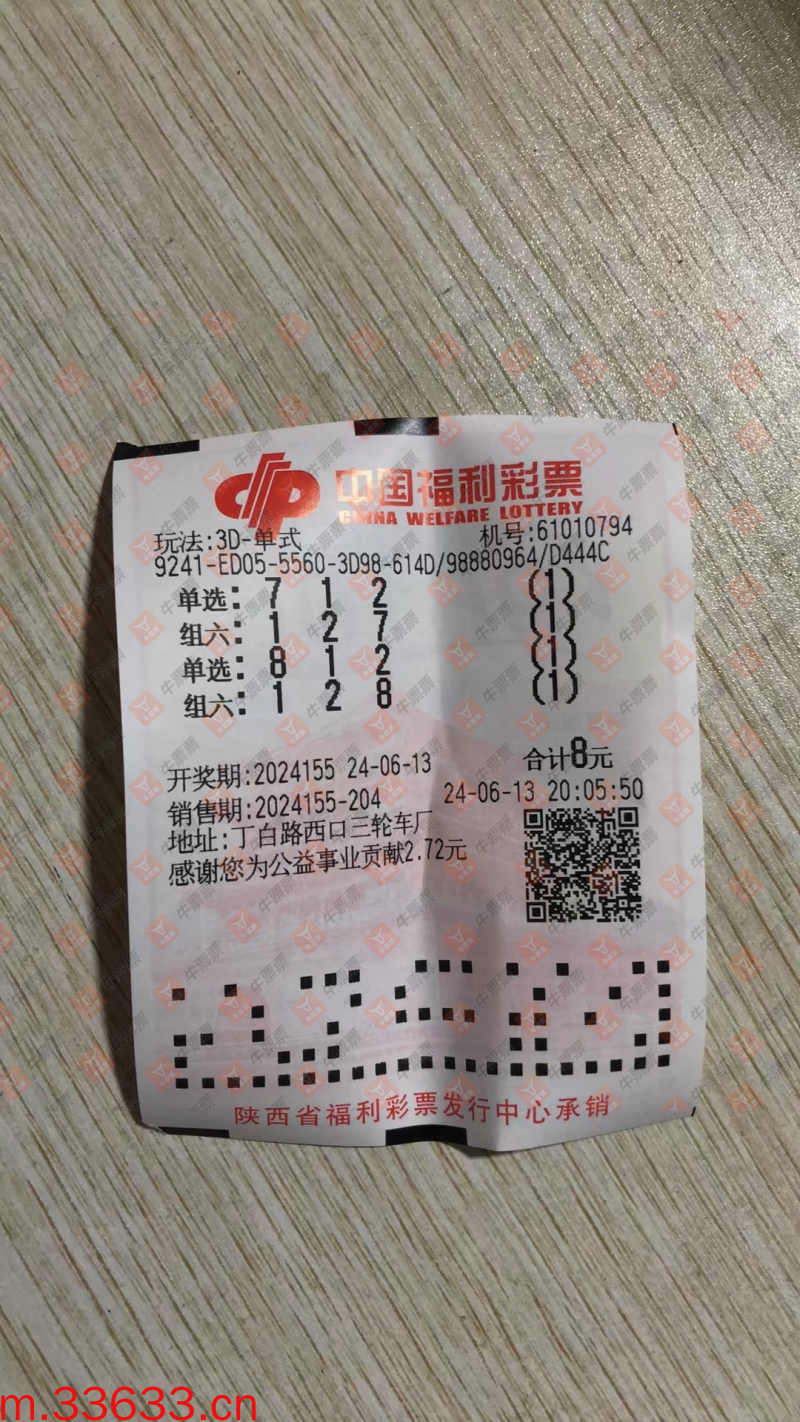 中国福利彩票
CHINA WELFARE LOTTERY
玩法:3D-单式 机号:61010794
9241-ED05-5560-3D98-614D/98880964/D444C
单选: 7 1 2 (1)
组六: 1 2 7 (1)
单选: 8 1 2 (1)
组六: 1 2 8 (1)
合计8元
开奖期:2024155 24-06-13
销售期:2024155-204 24-06-13 20:05:50
地址:丁白路西口三轮车厂
感谢您为公益事业贡献2.72元
陕西省福利彩票发行中心承销
m.33633.cn